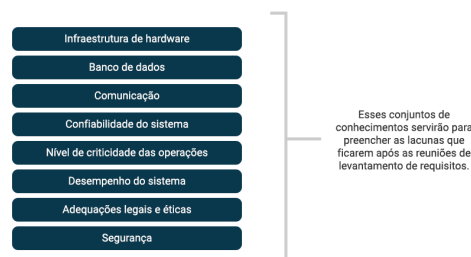 Infraestrutura de hardware
Banco de dados
Comunicação
Confiabilidade do sistema
Nível de criticidade das operações
Desempenho do sistema
Adequações legais e éticas
Segurança
Esses conjuntos de
conhecimentos servirão para
preencher as lacunas que
ficarem após as reuniões de
levantamento de requisitos.